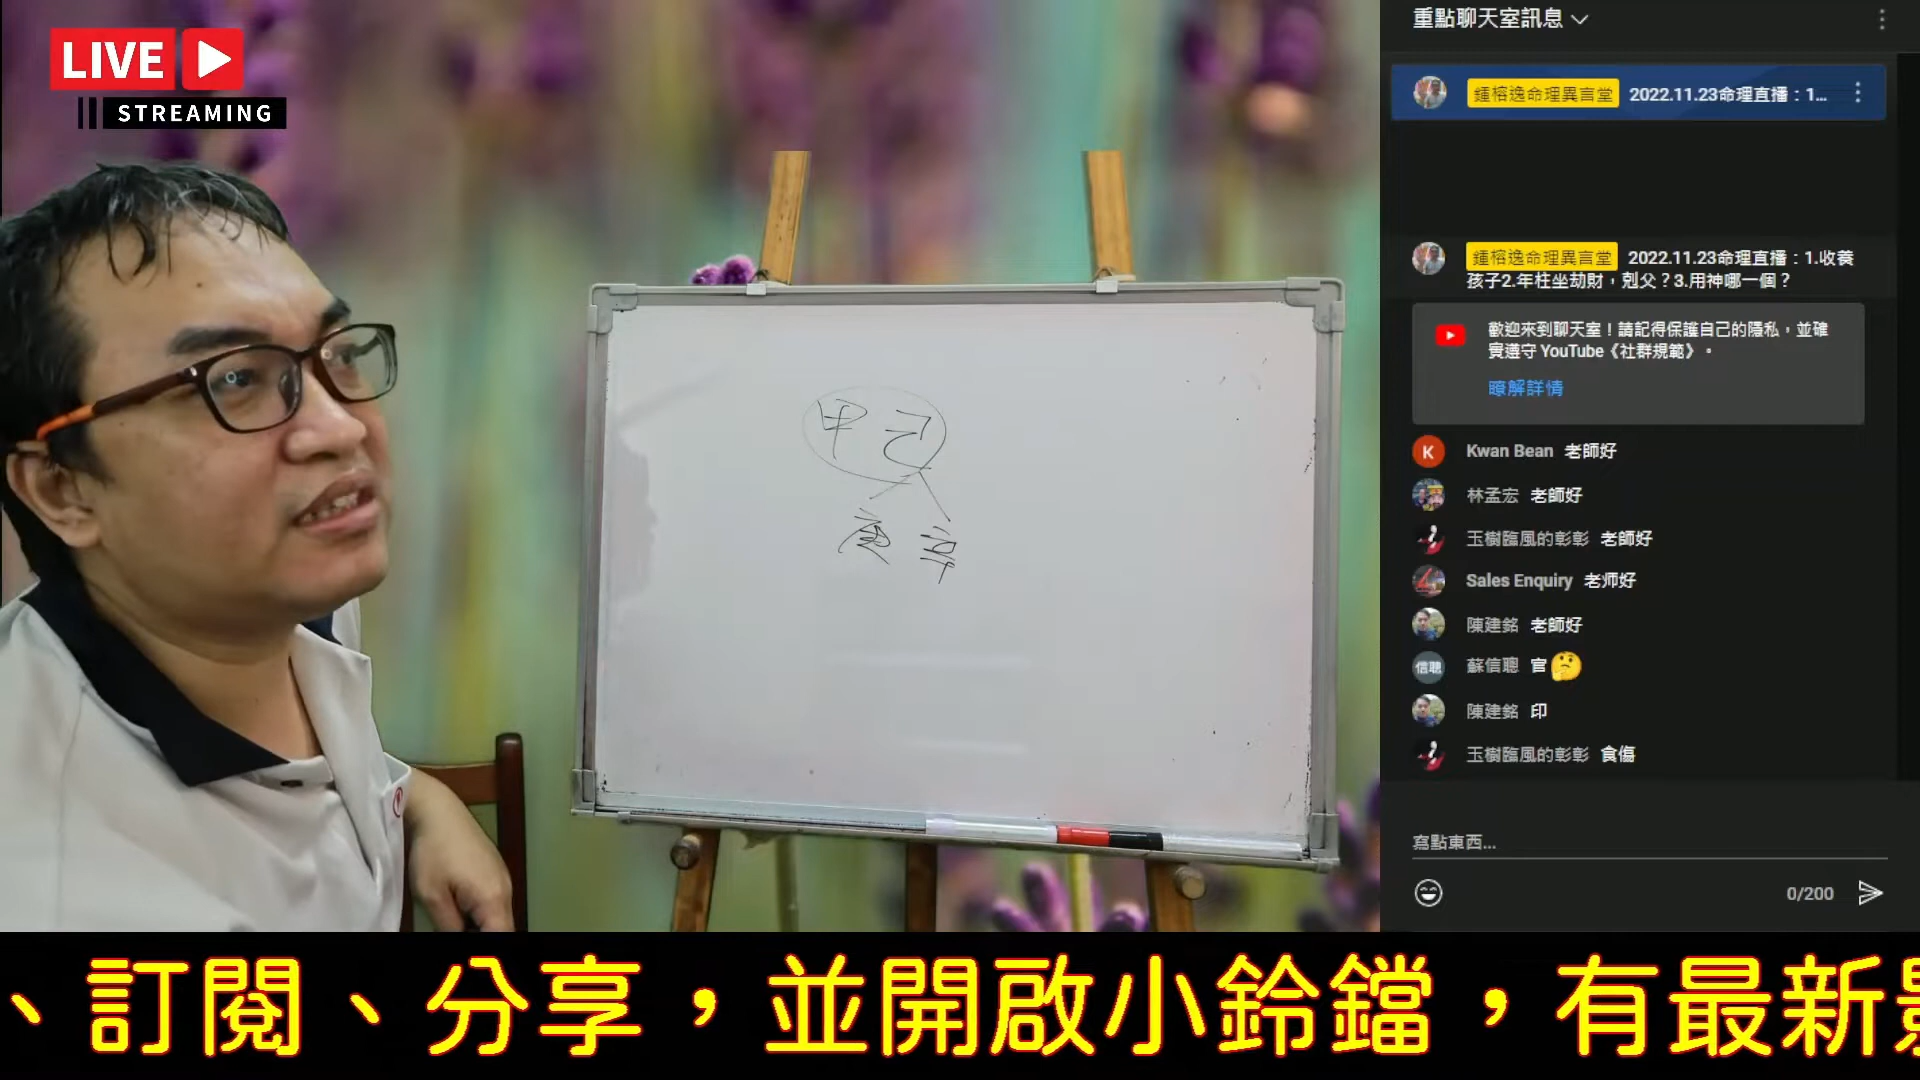 LIVE
STREAMING
甲己
庚 辛
重點聊天室訊息
鍾榕逸命理異言堂 2022.11.23命理直播：1...
鍾榕逸命理異言堂 2022.11.23命理直播：1.收養
孩子2.年柱坐劫財，剋父？3.用神哪一個？
歡迎來到聊天室！請記得保護自己的隱私，並確
實遵守 YouTube《社群規範》。
瞭解詳情
K Kwan Bean 老師好
林孟宏 老師好
玉樹臨風的彰彰 老師好
Sales Enquiry 老师好
陳建銘 老師好
信聰 蘇信聰 官🤔
陳建銘 印
玉樹臨風的彰彰 食傷
寫點東西...
0/200
、訂閱、分享，並開啟小鈴鐺，有最新影